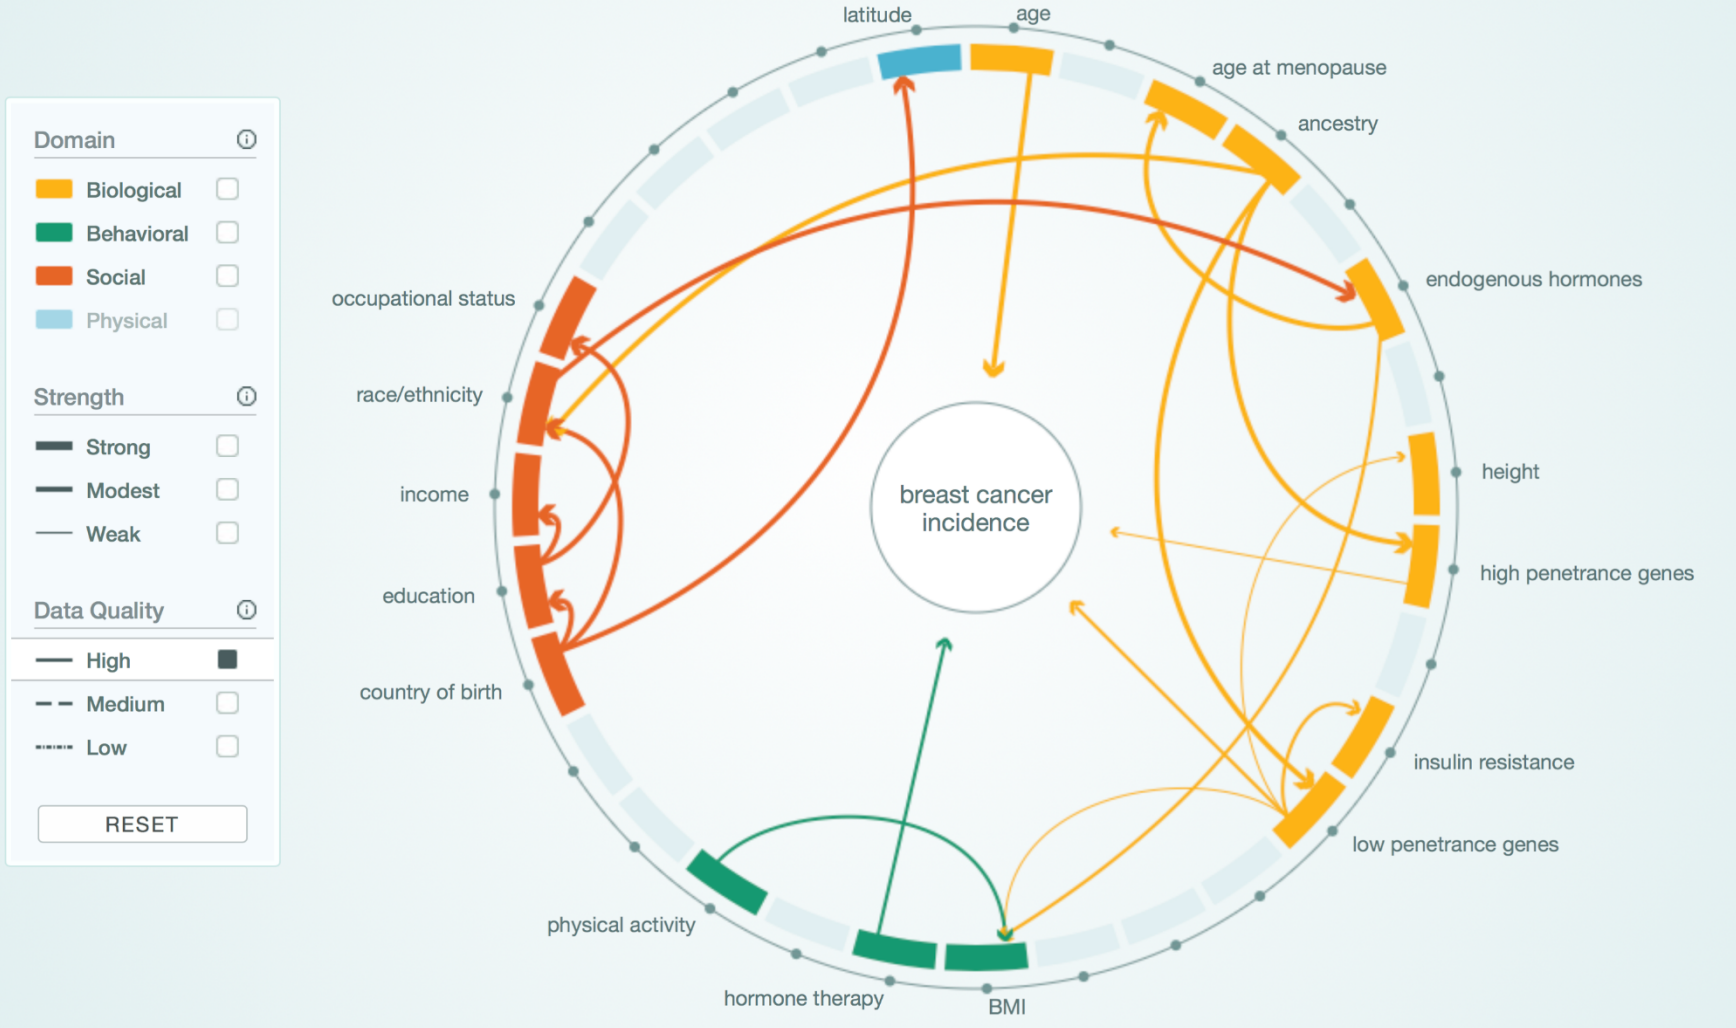 Domain
Biological
Behavioral
Social
Physical
Strength
Strong
Modest
Weak
Data Quality
High
Medium
Low
RESET
latitude
age
age at menopause
ancestry
endogenous hormones
height
high penetrance genes
insulin resistance
low penetrance genes
BMI
hormone therapy
physical activity
country of birth
education
income
race/ethnicity
occupational status
breast cancer
incidence